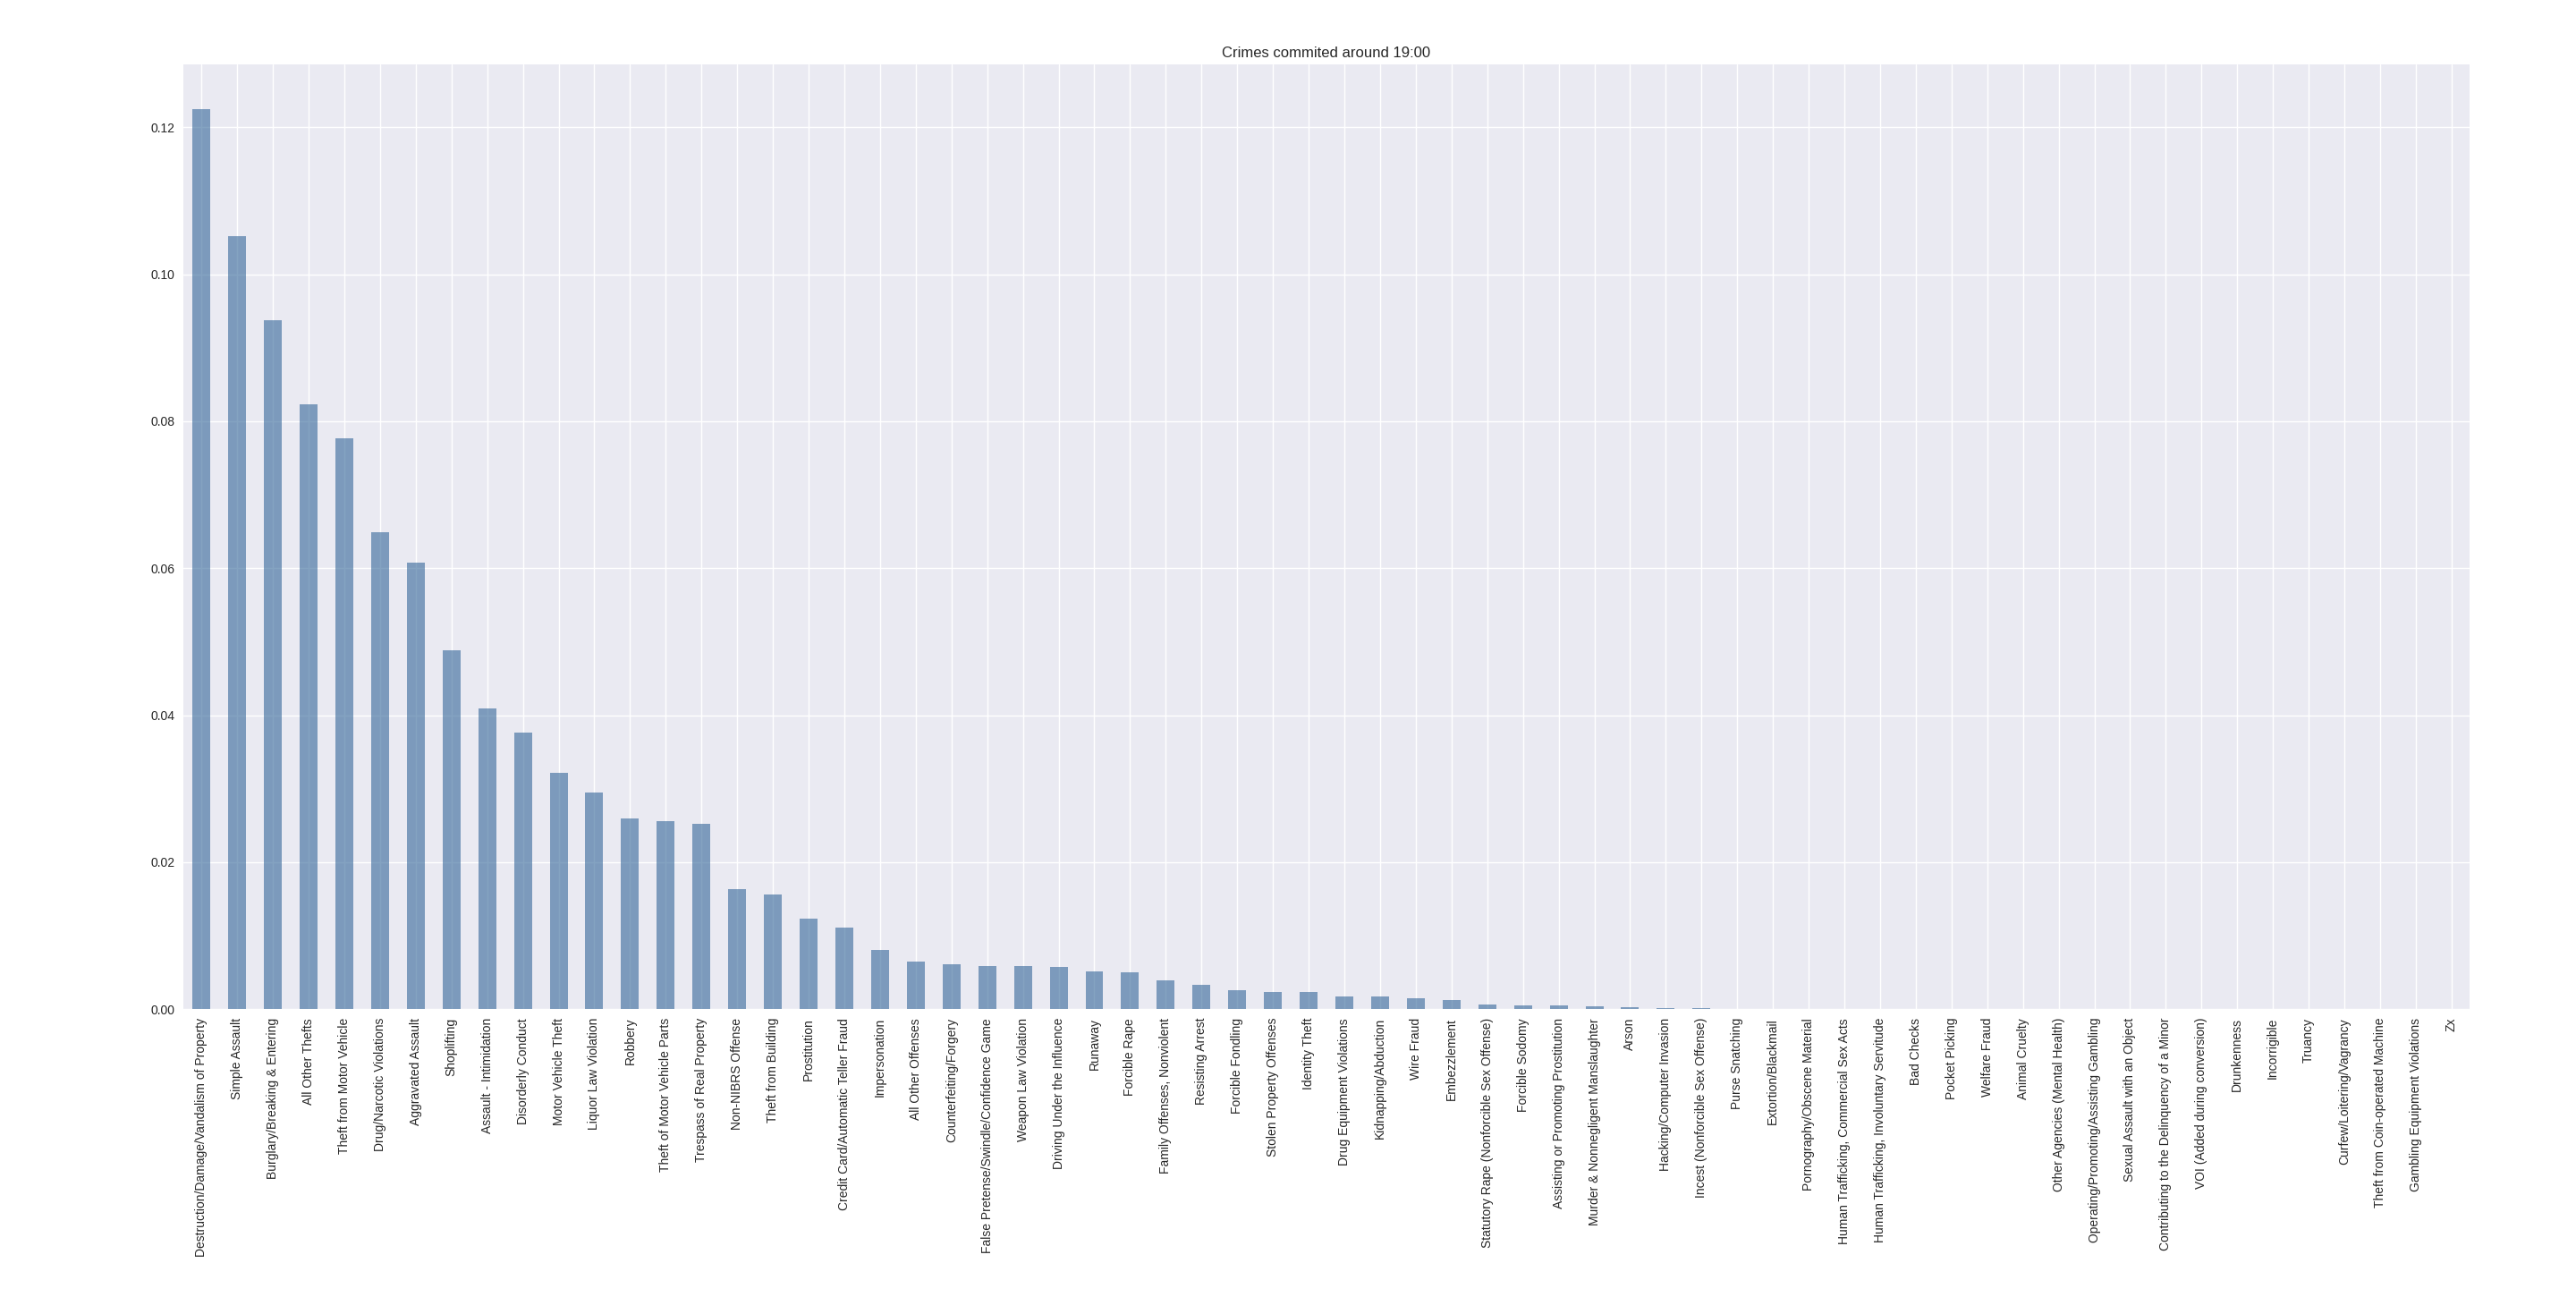 Crimes commited around 19:00
0.12
0.10
0.08
0.06
0.04
0.02
0.00
Destruction/Damage/Vandalism of Property
Simple Assault
Burglary/Breaking & Entering
All Other Thefts
Theft from Motor Vehicle
Drug/Narcotic Violations
Aggravated Assault
Shoplifting
Assault - Intimidation
Disorderly Conduct
Motor Vehicle Theft
Liquor Law Violation
Robbery
Theft of Motor Vehicle Parts
Trespass of Real Property
Non-NIBRS Offense
Theft from Building
Prostitution
Credit Card/Automatic Teller Fraud
Impersonation
All Other Offenses
Counterfeiting/Forgery
False Pretense/Swindle/Confidence Game
Weapon Law Violation
Driving Under the Influence
Runaway
Forcible Rape
Family Offenses, Nonviolent
Resisting Arrest
Forcible Fondling
Stolen Property Offenses
Identity Theft
Drug Equipment Violations
Kidnapping/Abduction
Wire Fraud
Embezzlement
Statutory Rape (Nonforcible Sex Offense)
Forcible Sodomy
Assisting or Promoting Prostitution
Murder & Nonnegligent Manslaughter
Arson
Hacking/Computer Invasion
Incest (Nonforcible Sex Offense)
Purse Snatching
Extortion/Blackmail
Pornography/Obscene Material
Human Trafficking, Commercial Sex Acts
Human Trafficking, Involuntary Servitude
Bad Checks
Pocket Picking
Welfare Fraud
Animal Cruelty
Other Agencies (Mental Health)
Operating/Promoting/Assisting Gambling
Sexual Assault with an Object
Contributing to the Delinquency of a Minor
VOI (Added during conversion)
Drunkenness
Incorrigible
Truancy
Curfew/Loitering/Vagrancy
Theft from Coin-operated Machine
Gambling Equipment Violations
Zx